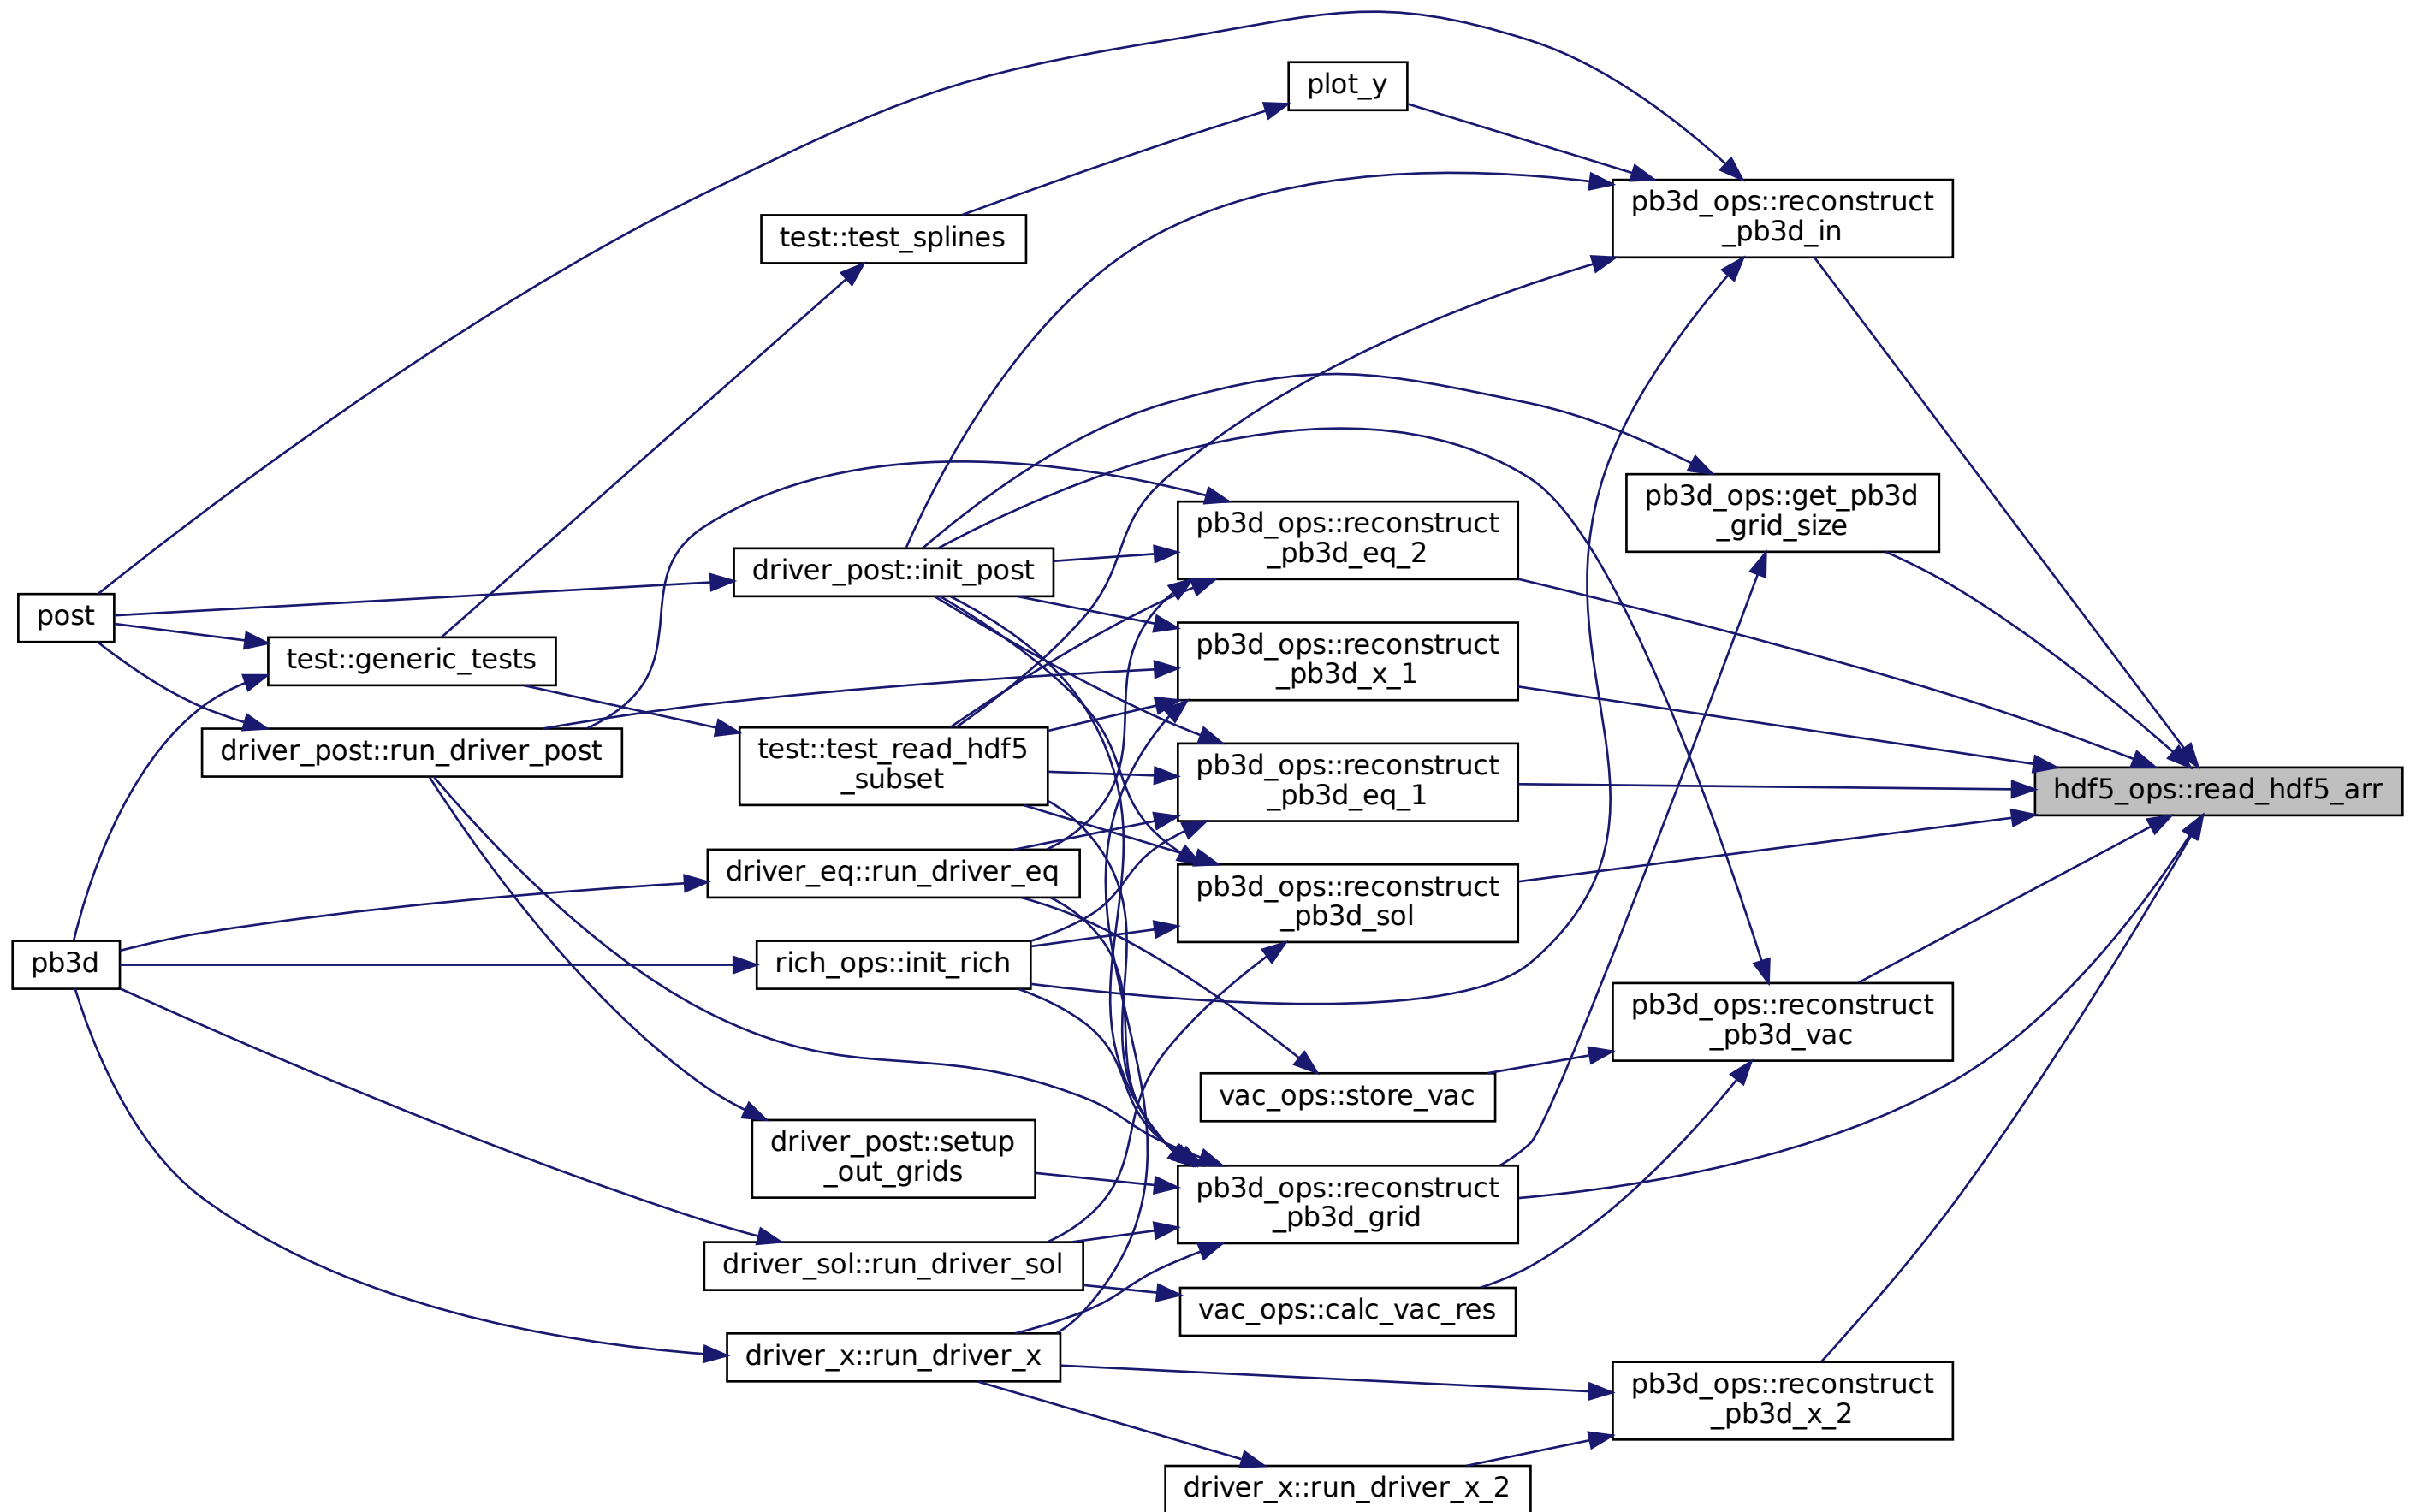 plot_y
pb3d_ops::reconstruct
_pb3d_in
test::test_splines
pb3d_ops::get_pb3d
_grid_size
pb3d_ops::reconstruct
_pb3d_eq_2
driver_post::init_post
post
test::generic_tests
pb3d_ops::reconstruct
_pb3d_x_1
driver_post::run_driver_post
test::test_read_hdf5
_subset
pb3d_ops::reconstruct
_pb3d_eq_1
hdf5_ops::read_hdf5_arr
driver_eq::run_driver_eq
pb3d_ops::reconstruct
_pb3d_sol
pb3d
rich_ops::init_rich
pb3d_ops::reconstruct
_pb3d_vac
vac_ops::store_vac
driver_post::setup
_out_grids
pb3d_ops::reconstruct
_pb3d_grid
driver_sol::run_driver_sol
vac_ops::calc_vac_res
driver_x::run_driver_x
pb3d_ops::reconstruct
_pb3d_x_2
driver_x::run_driver_x_2